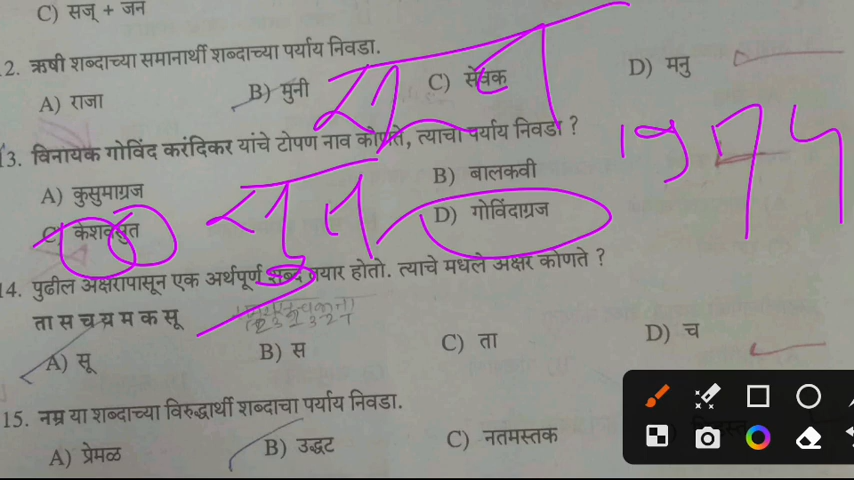 C) सज् + जन
2. ऋषी शब्दाच्या समानार्थी शब्दाच्या पर्याय निवडा.
A) राजा B) मुनी C) सेवक D) मनु
13. विनायक गोविंद करंदिकर यांचे टोपण नाव कोणते, त्याचा पर्याय निवडा ?
A) कुसुमाग्रज B) बालकवी
C) केशवसुत D) गोविंदाग्रज
14. पुढील अक्षरापासून एक अर्थपूर्ण शब्द तयार होतो. त्याचे मधले अक्षर कोणते ?
ता स च य म क सू
A) सू B) स C) ता D) च
15. नम्र या शब्दाच्या विरुद्धार्थी शब्दाचा पर्याय निवडा.
A) प्रेमळ B) उद्धट C) नतमस्तक